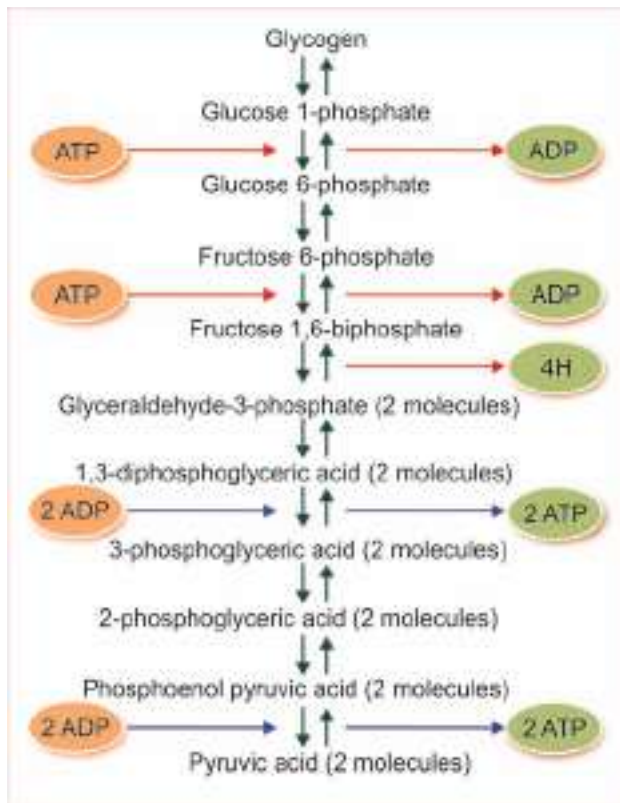 Glycogen
Glucose 1-phosphate
ATP
ADP
Glucose 6-phosphate
Fructose 6-phosphate
ATP
ADP
Fructose 1,6-biphosphate
4H
Glyceraldehyde-3-phosphate (2 molecules)
1,3-diphosphoglyceric acid (2 molecules)
2 ADP
2 ATP
3-phosphoglyceric acid (2 molecules)
2-phosphoglyceric acid (2 molecules)
Phosphoenol pyruvic acid (2 molecules)
2 ADP
2 ATP
Pyruvic acid (2 molecules)